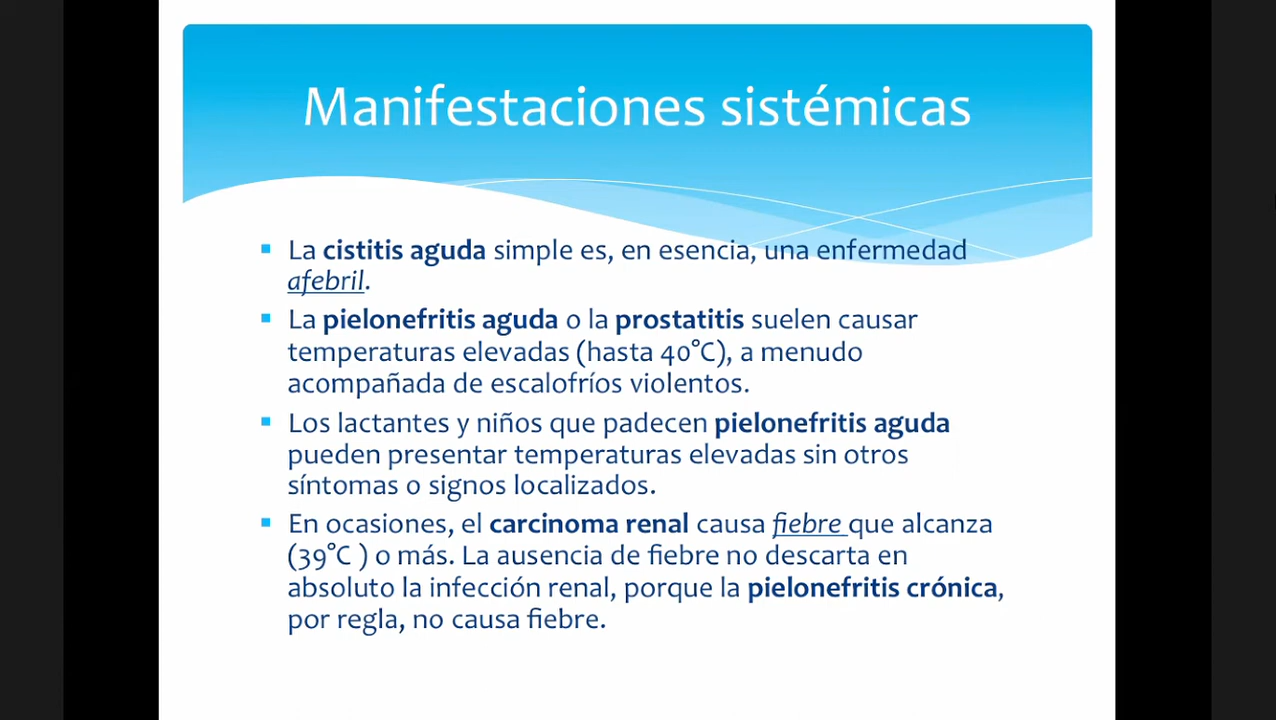 Manifestaciones sistémicas
La cistitis aguda simple es, en esencia, una enfermedad
afebril.
La pielonefritis aguda o la prostatitis suelen causar
temperaturas elevadas (hasta 40°C), a menudo
acompañada de escalofríos violentos.
Los lactantes y niños que padecen pielonefritis aguda
pueden presentar temperaturas elevadas sin otros
síntomas o signos localizados.
En ocasiones, el carcinoma renal causa fiebre que alcanza
(39°C ) o más. La ausencia de fiebre no descarta en
absoluto la infección renal, porque la pielonefritis crónica,
por regla, no causa fiebre.